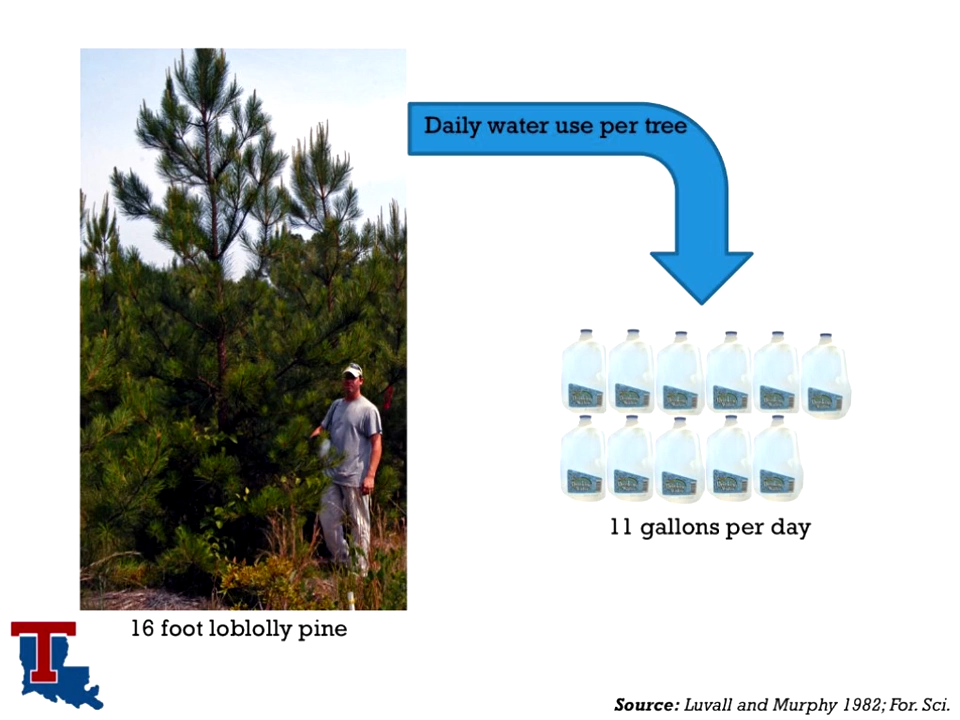 Daily water use per tree
11 gallons per day
16 foot loblolly pine
T
Source: Luvall and Murphy 1982; For. Sci.